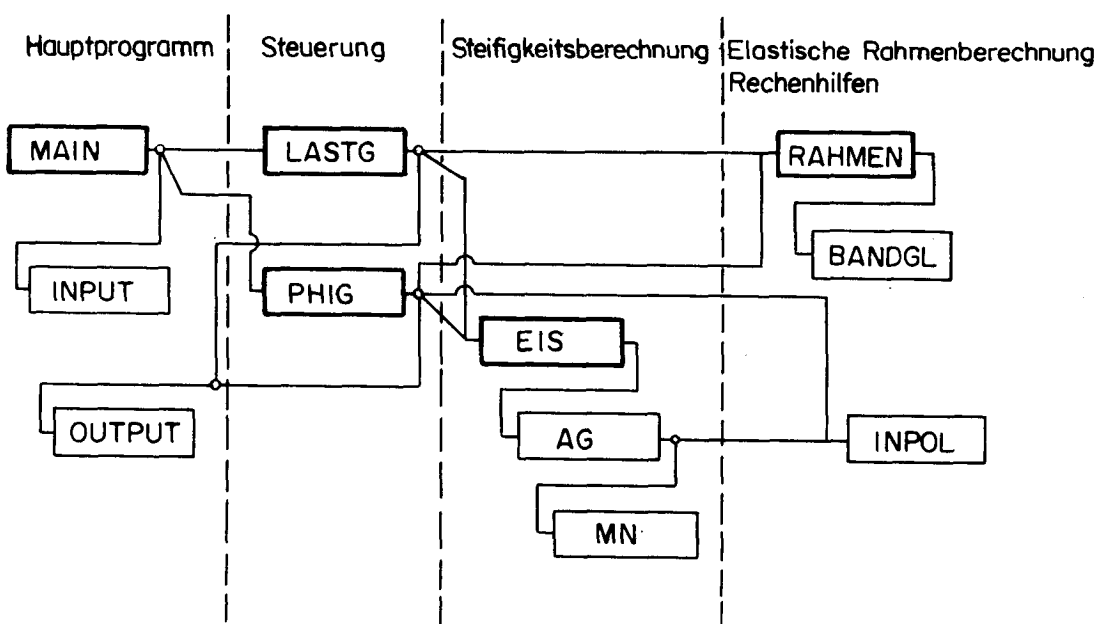 Hauptprogramm
Steuerung
Steifigkeitsberechnung
Elastische Rahmenberechnung
Rechenhilfen
MAIN
LASTG
RAHMEN
BANDGL
INPUT
PHIG
EIS
OUTPUT
AG
INPOL
MN